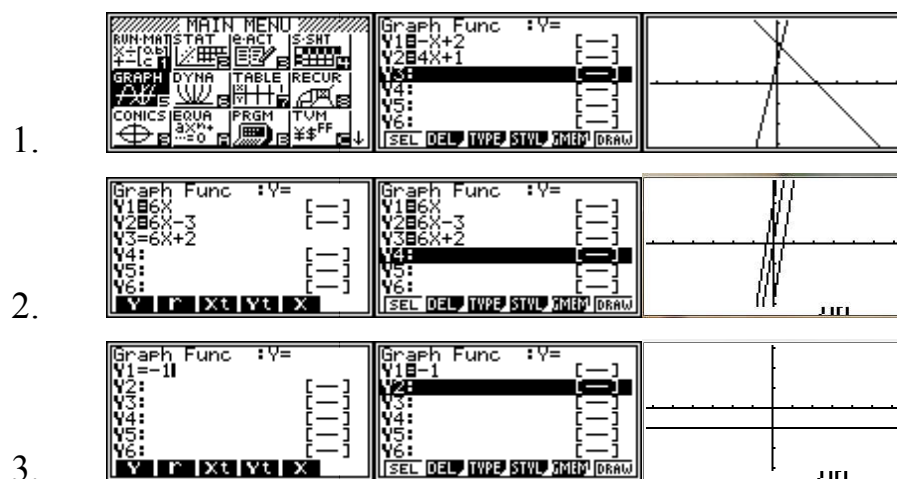 1.
MAIN MENU
RUN·MAT STAT e·ACT S·SHT
GRAPH DYNA TABLE RECUR
CONICS EQUA PRGM TVM
Graph Func :Y=
Y1=-X+2 [—]
Y2=4X+1 [—]
Y3: [—]
Y4: [—]
Y5: [—]
Y6: [—]
SEL DEL TYPE STYL GMEM DRAW
2.
Graph Func :Y=
Y1=6X [—]
Y2=6X-3 [—]
Y3=6X+2
Y4: [—]
Y5: [—]
Y6: [—]
Y r Xt Yt X
Graph Func :Y=
Y1=6X [—]
Y2=6X-3 [—]
Y3=6X+2 [—]
Y4: [—]
Y5: [—]
Y6: [—]
SEL DEL TYPE STYL GMEM DRAW
3.
Graph Func :Y=
Y1=-1
Y2: [—]
Y3: [—]
Y4: [—]
Y5: [—]
Y6: [—]
Y r Xt Yt X
Graph Func :Y=
Y1=-1 [—]
Y2: [—]
Y3: [—]
Y4: [—]
Y5: [—]
Y6: [—]
SEL DEL TYPE STYL GMEM DRAW